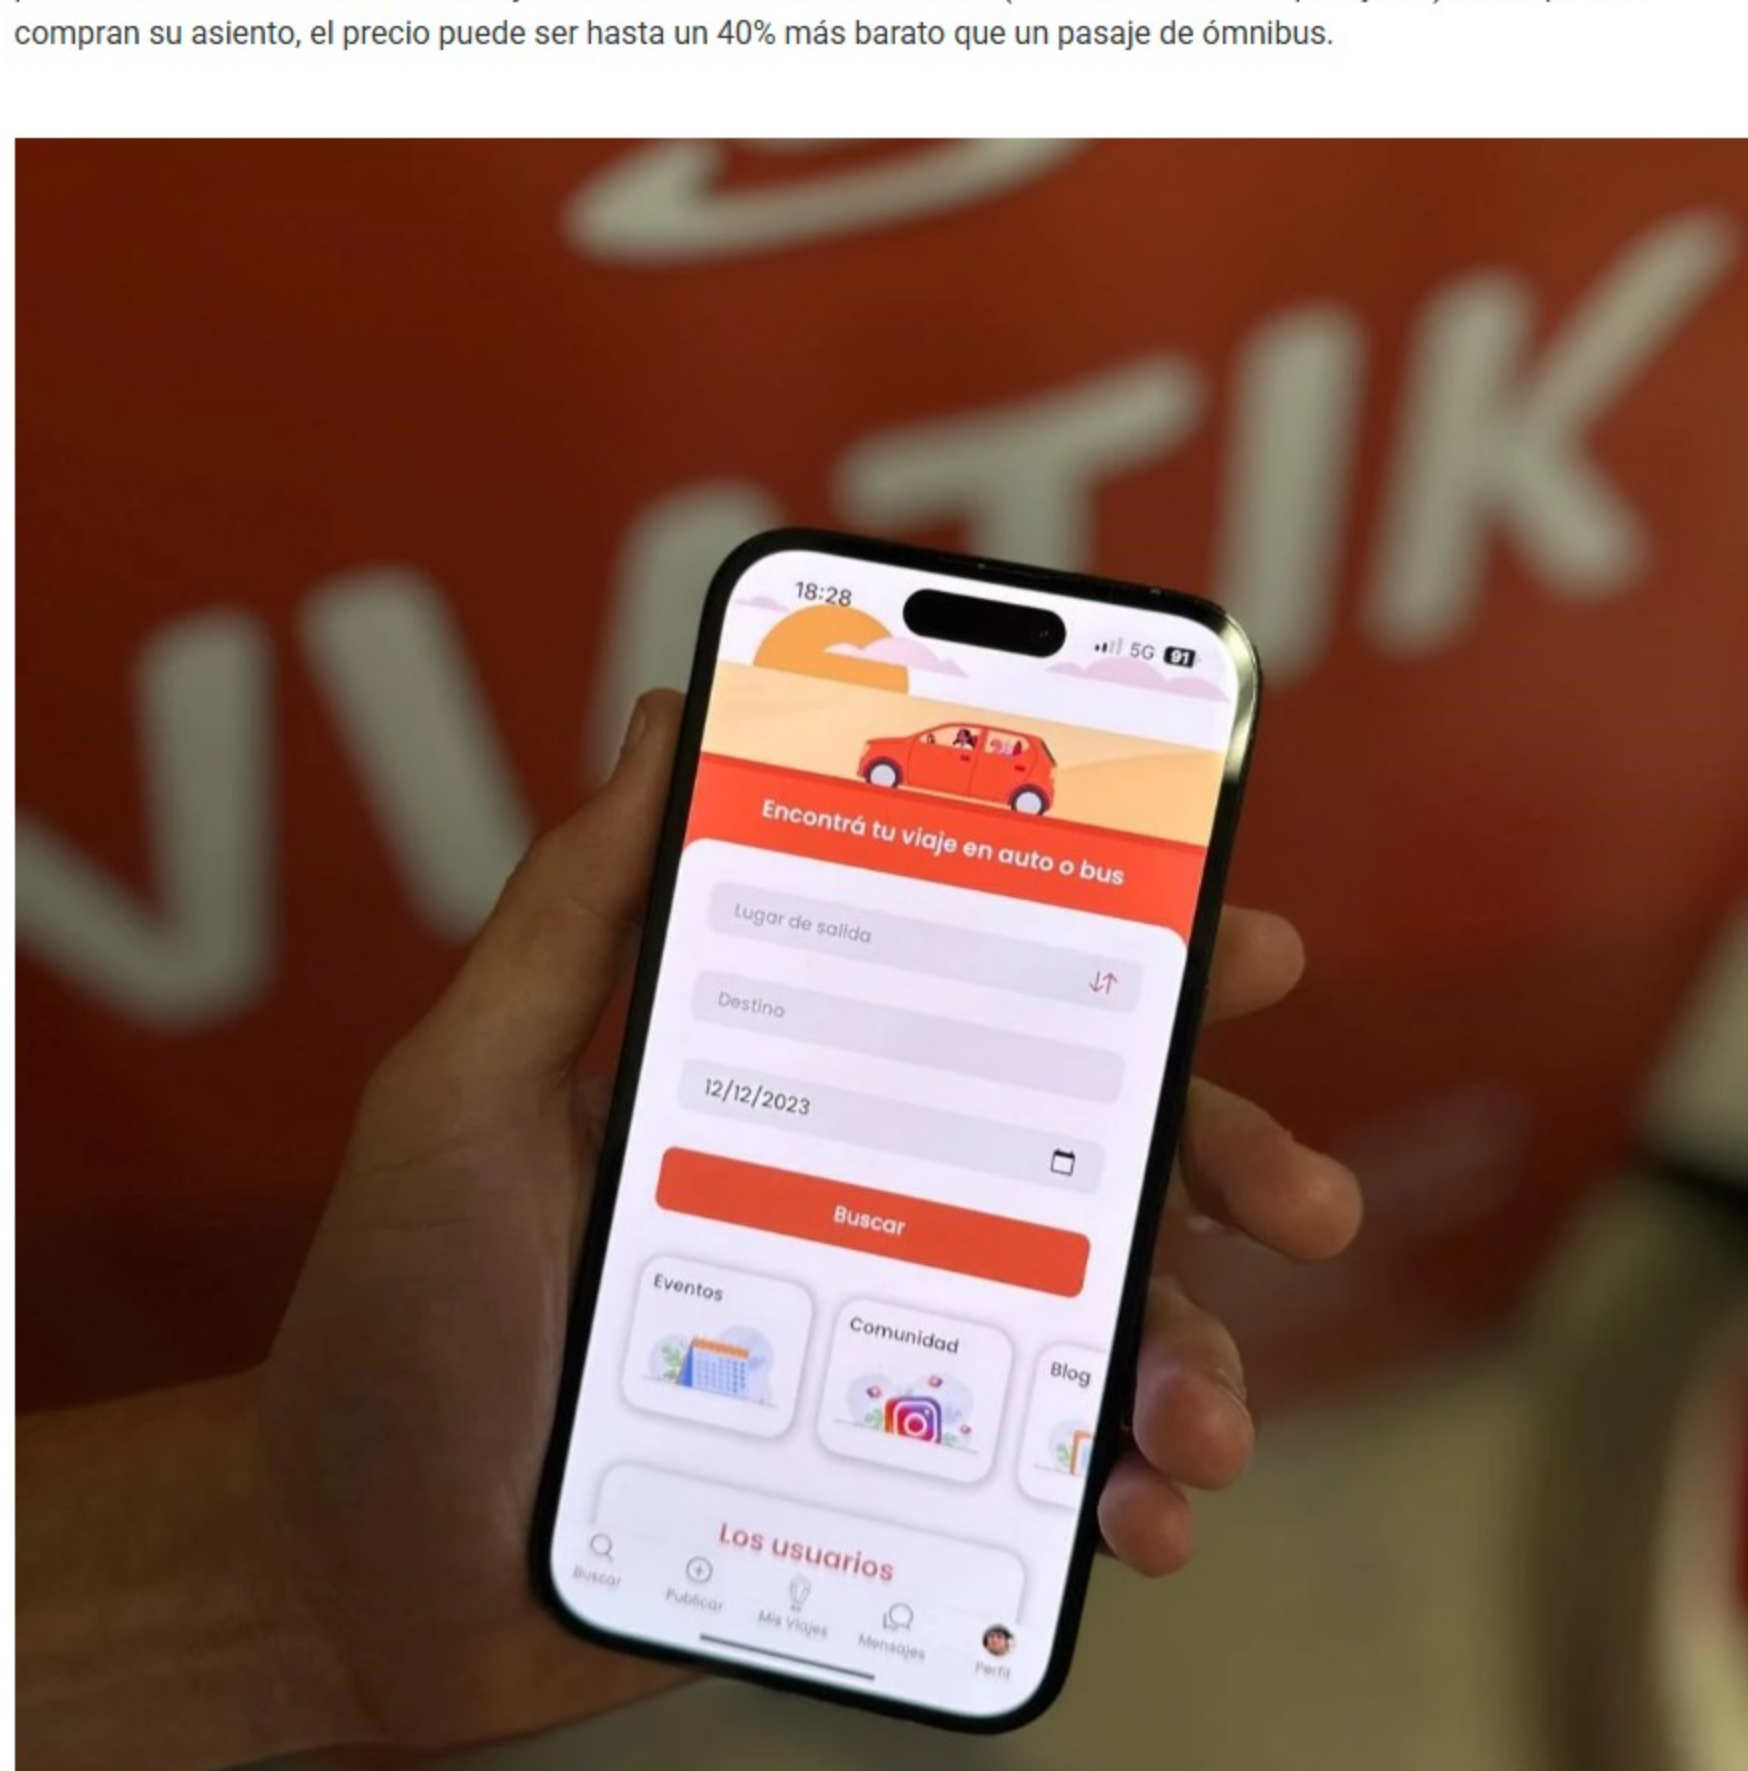 compran su asiento, el precio puede ser hasta un 40% más barato que un pasaje de ómnibus.
18:28
5G 91
Encontrá tu viaje en auto o bus
Lugar de salida
Destino
12/12/2023
Buscar
Eventos
Comunidad
Blog
Los usuarios
Buscar
Publicar
Mis Viajes
Mensajes
Perfil